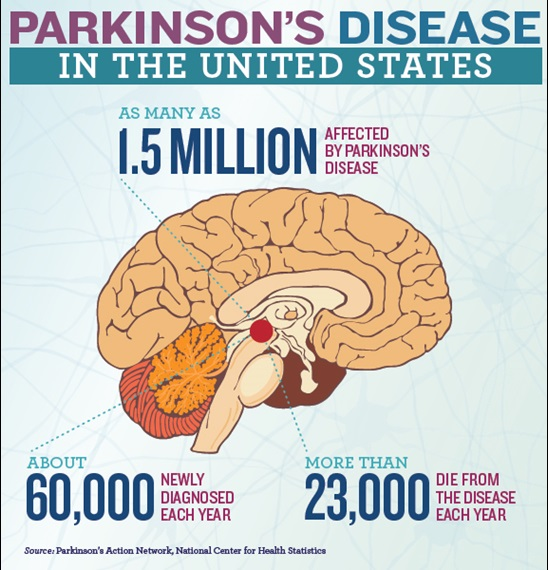 PARKINSON'S DISEASE
IN THE UNITED STATES
AS MANY AS
1.5 MILLION
AFFECTED
BY PARKINSON'S
DISEASE
ABOUT
60,000
NEWLY
DIAGNOSED
EACH YEAR
MORE THAN
23,000
DIE FROM
THE DISEASE
EACH YEAR
Source: Parkinson's Action Network, National Center for Health Statistics